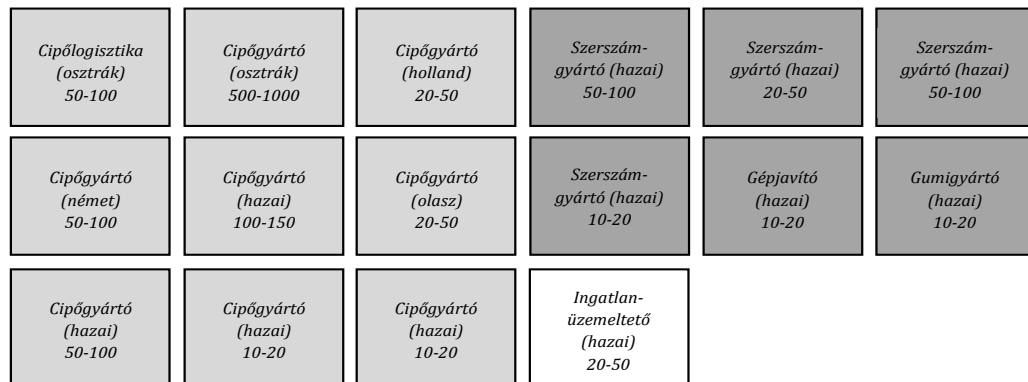 Cipőlogisztika
(osztrák)
50-100
Cipőgyártó
(osztrák)
500-1000
Cipőgyártó
(holland)
20-50
Szerszám-
gyártó (hazai)
50-100
Szerszám-
gyártó (hazai)
20-50
Szerszám-
gyártó (hazai)
50-100
Cipőgyártó
(német)
50-100
Cipőgyártó
(hazai)
100-150
Cipőgyártó
(olasz)
20-50
Szerszám-
gyártó (hazai)
10-20
Gépjavító
(hazai)
10-20
Gumigyártó
(hazai)
10-20
Cipőgyártó
(hazai)
50-100
Cipőgyártó
(hazai)
10-20
Cipőgyártó
(hazai)
10-20
Ingatlan-
üzemeltető
(hazai)
20-50